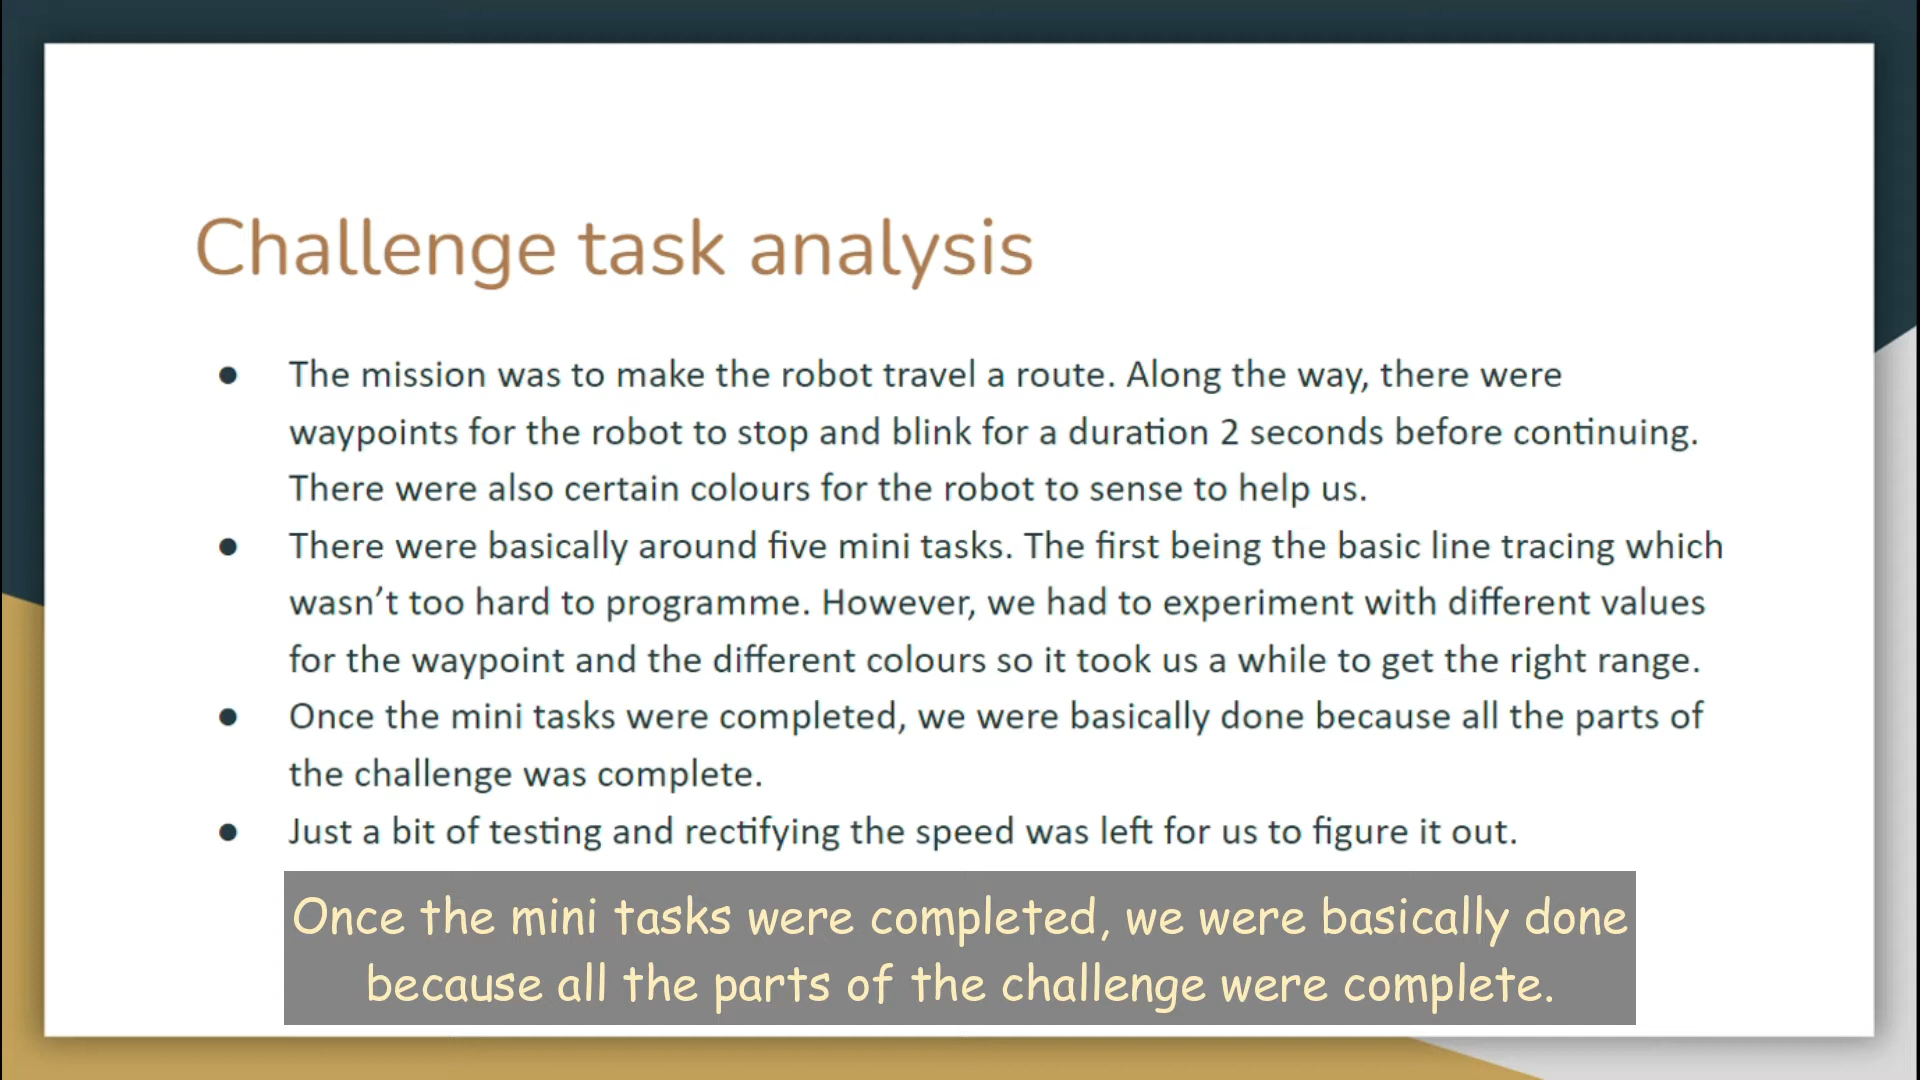 Challenge task analysis
● The mission was to make the robot travel a route. Along the way, there were
waypoints for the robot to stop and blink for a duration 2 seconds before continuing.
There were also certain colours for the robot to sense to help us.
● There were basically around five mini tasks. The first being the basic line tracing which
wasn’t too hard to programme. However, we had to experiment with different values
for the waypoint and the different colours so it took us a while to get the right range.
● Once the mini tasks were completed, we were basically done because all the parts of
the challenge was complete.
● Just a bit of testing and rectifying the speed was left for us to figure it out.
Once the mini tasks were completed, we were basically done
because all the parts of the challenge were complete.